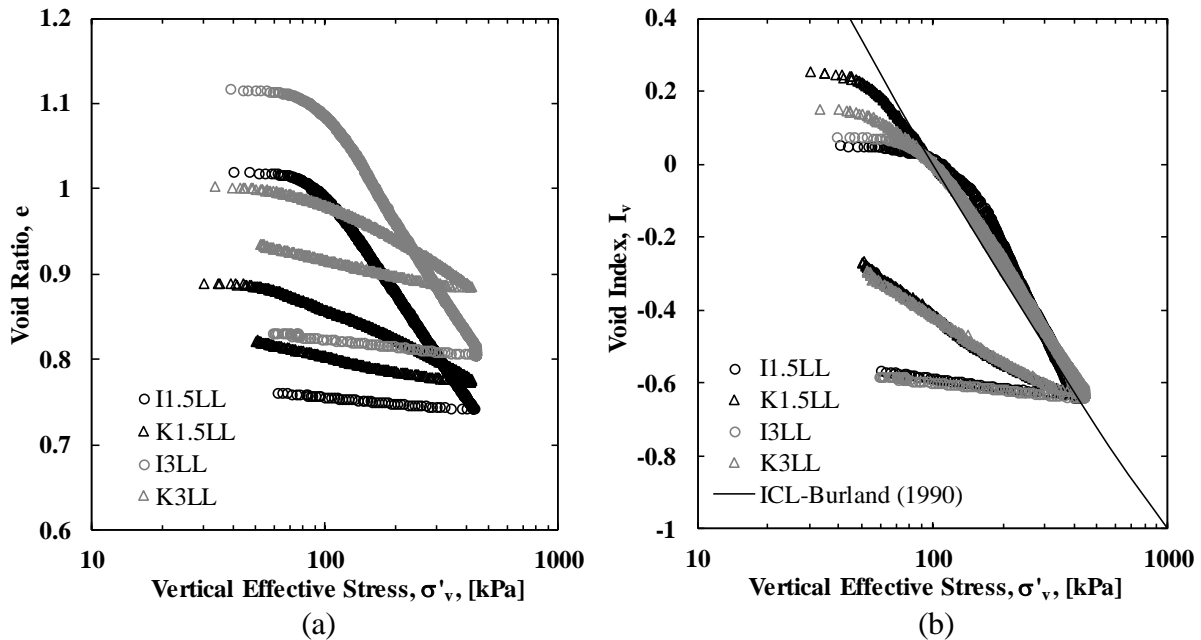 1.2
1.1
1
0.9
0.8
0.7
0.6
Void Ratio, e
I1.5LL
K1.5LL
I3LL
K3LL
10 100 1000
Vertical Effective Stress, σ'v, [kPa]
(a)
0.4
0.2
0
-0.2
-0.4
-0.6
-0.8
-1
Void Index, Iv
I1.5LL
K1.5LL
I3LL
K3LL
ICL-Burland (1990)
10 100 1000
Vertical Effective Stress, σ'v, [kPa]
(b)